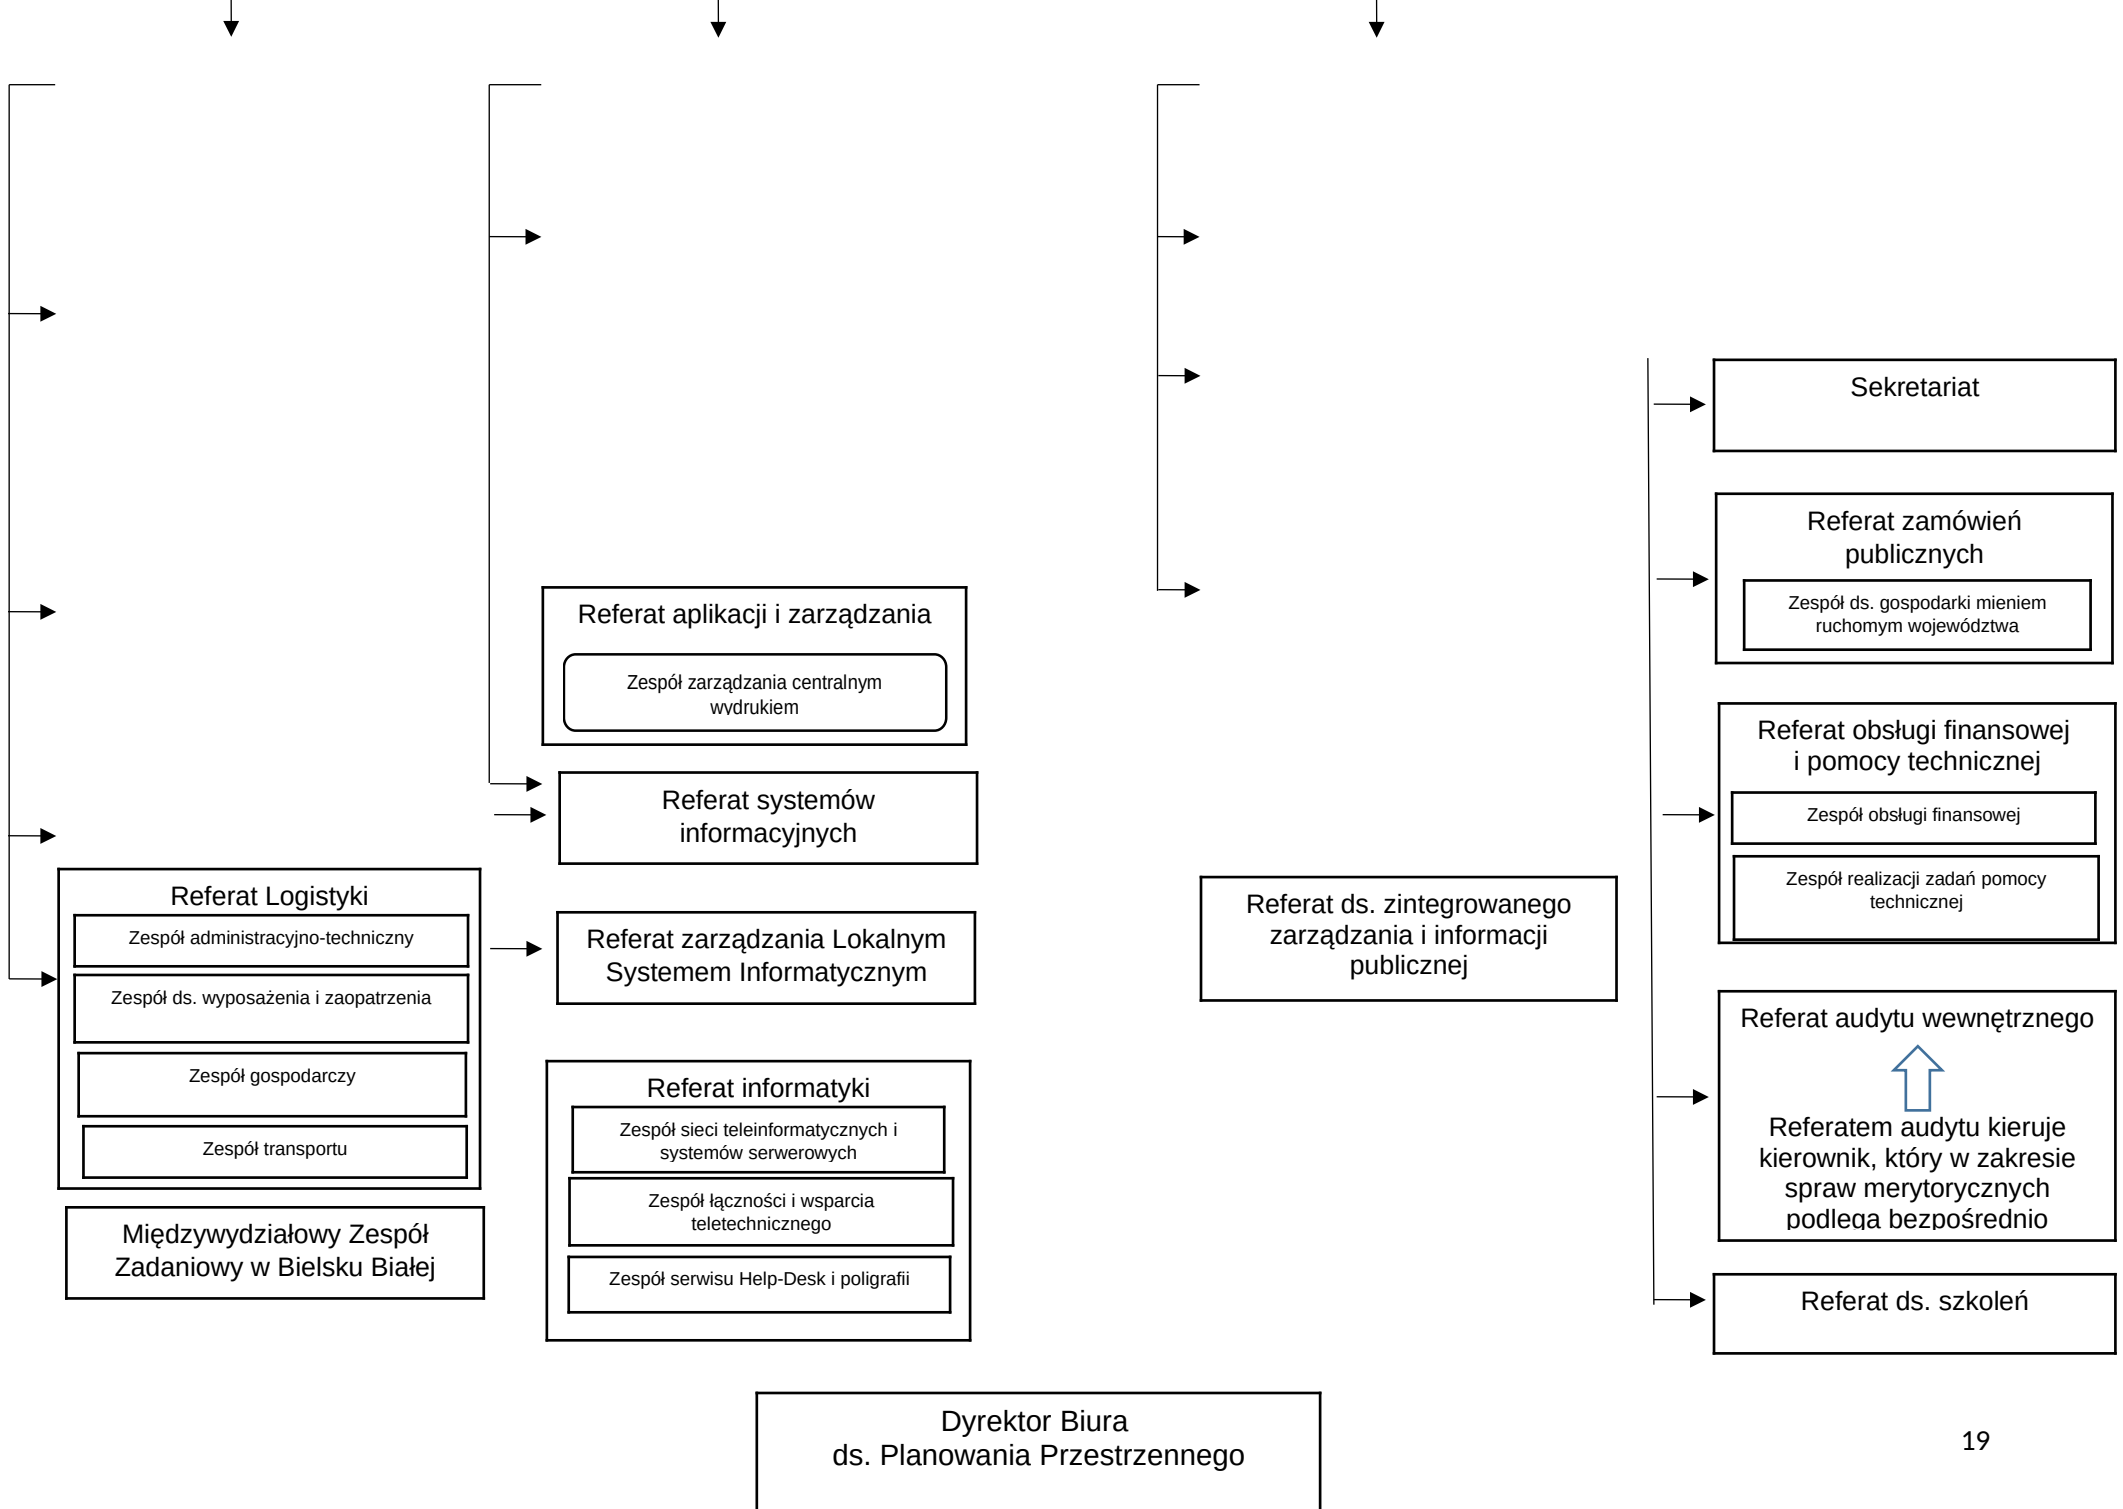 Referat Logistyki
Zespół administracyjno-techniczny
Zespół ds. wyposażenia i zaopatrzenia
Zespół gospodarczy
Zespół transportu
Międzywydziałowy Zespół
Zadaniowy w Bielsku Białej
Referat aplikacji i zarządzania
Zespół zarządzania centralnym
wydrukiem
Referat systemów
informacyjnych
Referat zarządzania Lokalnym
Systemem Informatycznym
Referat informatyki
Zespół sieci teleinformatycznych i
systemów serwerowych
Zespół łączności i wsparcia
teletechnicznego
Zespół serwisu Help-Desk i poligrafii
Referat ds. zintegrowanego
zarządzania i informacji
publicznej
Sekretariat
Referat zamówień
publicznych
Zespół ds. gospodarki mieniem
ruchomym województwa
Referat obsługi finansowej
i pomocy technicznej
Zespół obsługi finansowej
Zespół realizacji zadań pomocy
technicznej
Referat audytu wewnętrznego
Referatem audytu kieruje
kierownik, który w zakresie
spraw merytorycznych
podlega bezpośrednio
Referat ds. szkoleń
Dyrektor Biura
ds. Planowania Przestrzennego
19